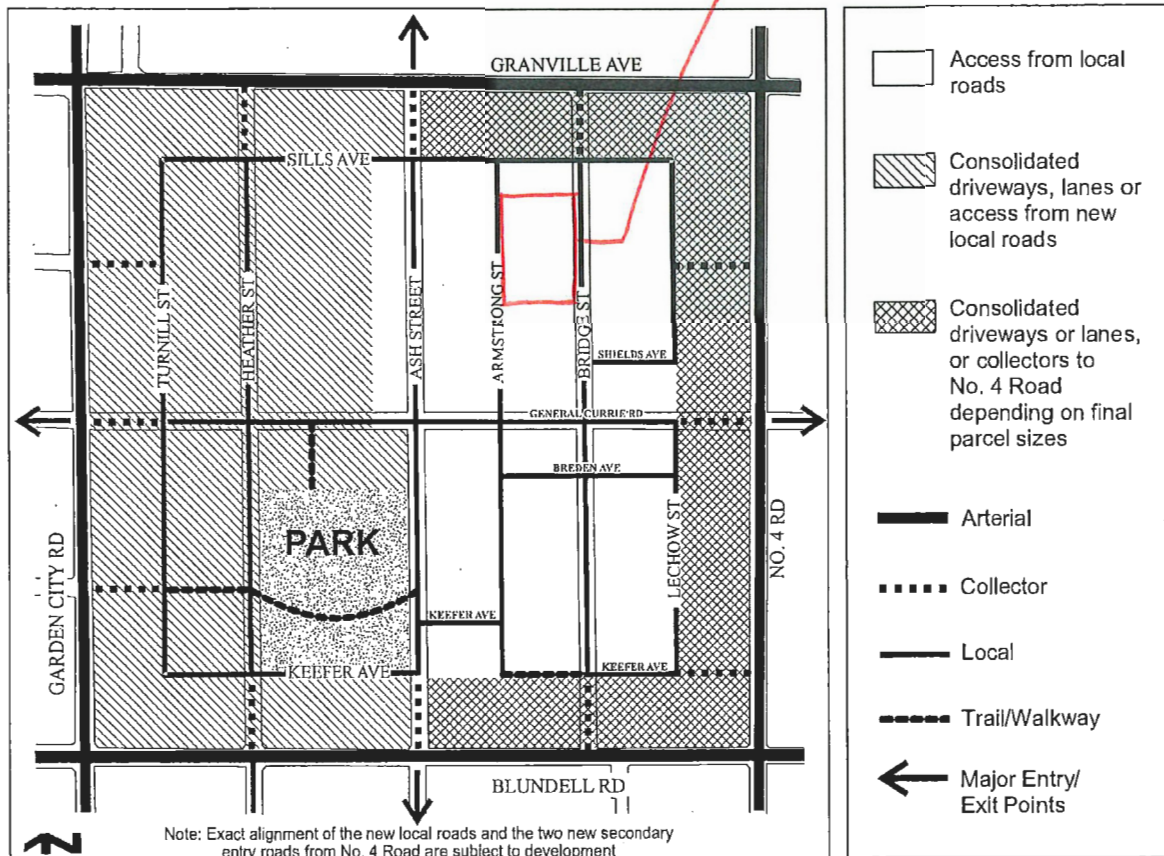 GRANVILLE AVE
SILLS AVE
TURNILL ST
HEATHER ST
ASH STREET
ARMSTRONG ST
BRIDGE ST
SHIELDS AVE
GENERAL CURRIE RD
BREDEN AVE
PARK
LECHOW ST
NO. 4 RD
GARDEN CITY RD
KEEFER AVE
KEEFER AVE
KEEFER AVE
BLUNDELL RD
N
Note: Exact alignment of the new local roads and the two new secondary
entry roads from No. 4 Road are subject to development
Access from local
roads
Consolidated
driveways, lanes or
access from new
local roads
Consolidated
driveways or lanes,
or collectors to
No. 4 Road
depending on final
parcel sizes
Arterial
Collector
Local
Trail/Walkway
Major Entry/
Exit Points